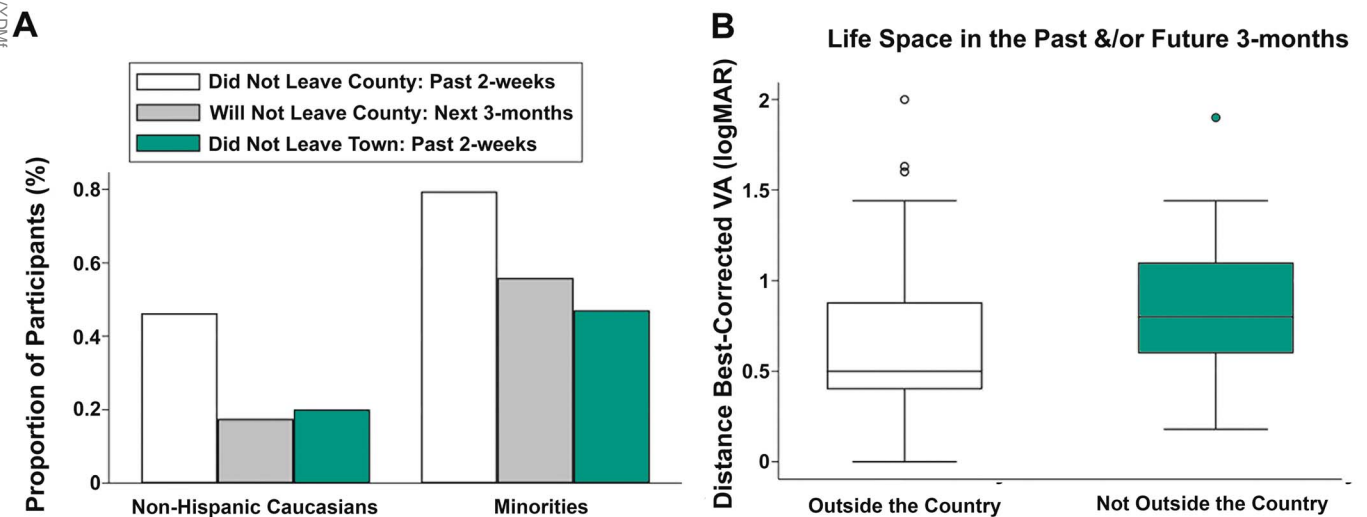 A
Did Not Leave County: Past 2-weeks
Will Not Leave County: Next 3-months
Did Not Leave Town: Past 2-weeks
Proportion of Participants (%)
0.8
0.6
0.4
0.2
0
Non-Hispanic Caucasians
Minorities
B
Life Space in the Past &/or Future 3-months
Distance Best-Corrected VA (logMAR)
2
1.5
1
0.5
0
Outside the Country
Not Outside the Country